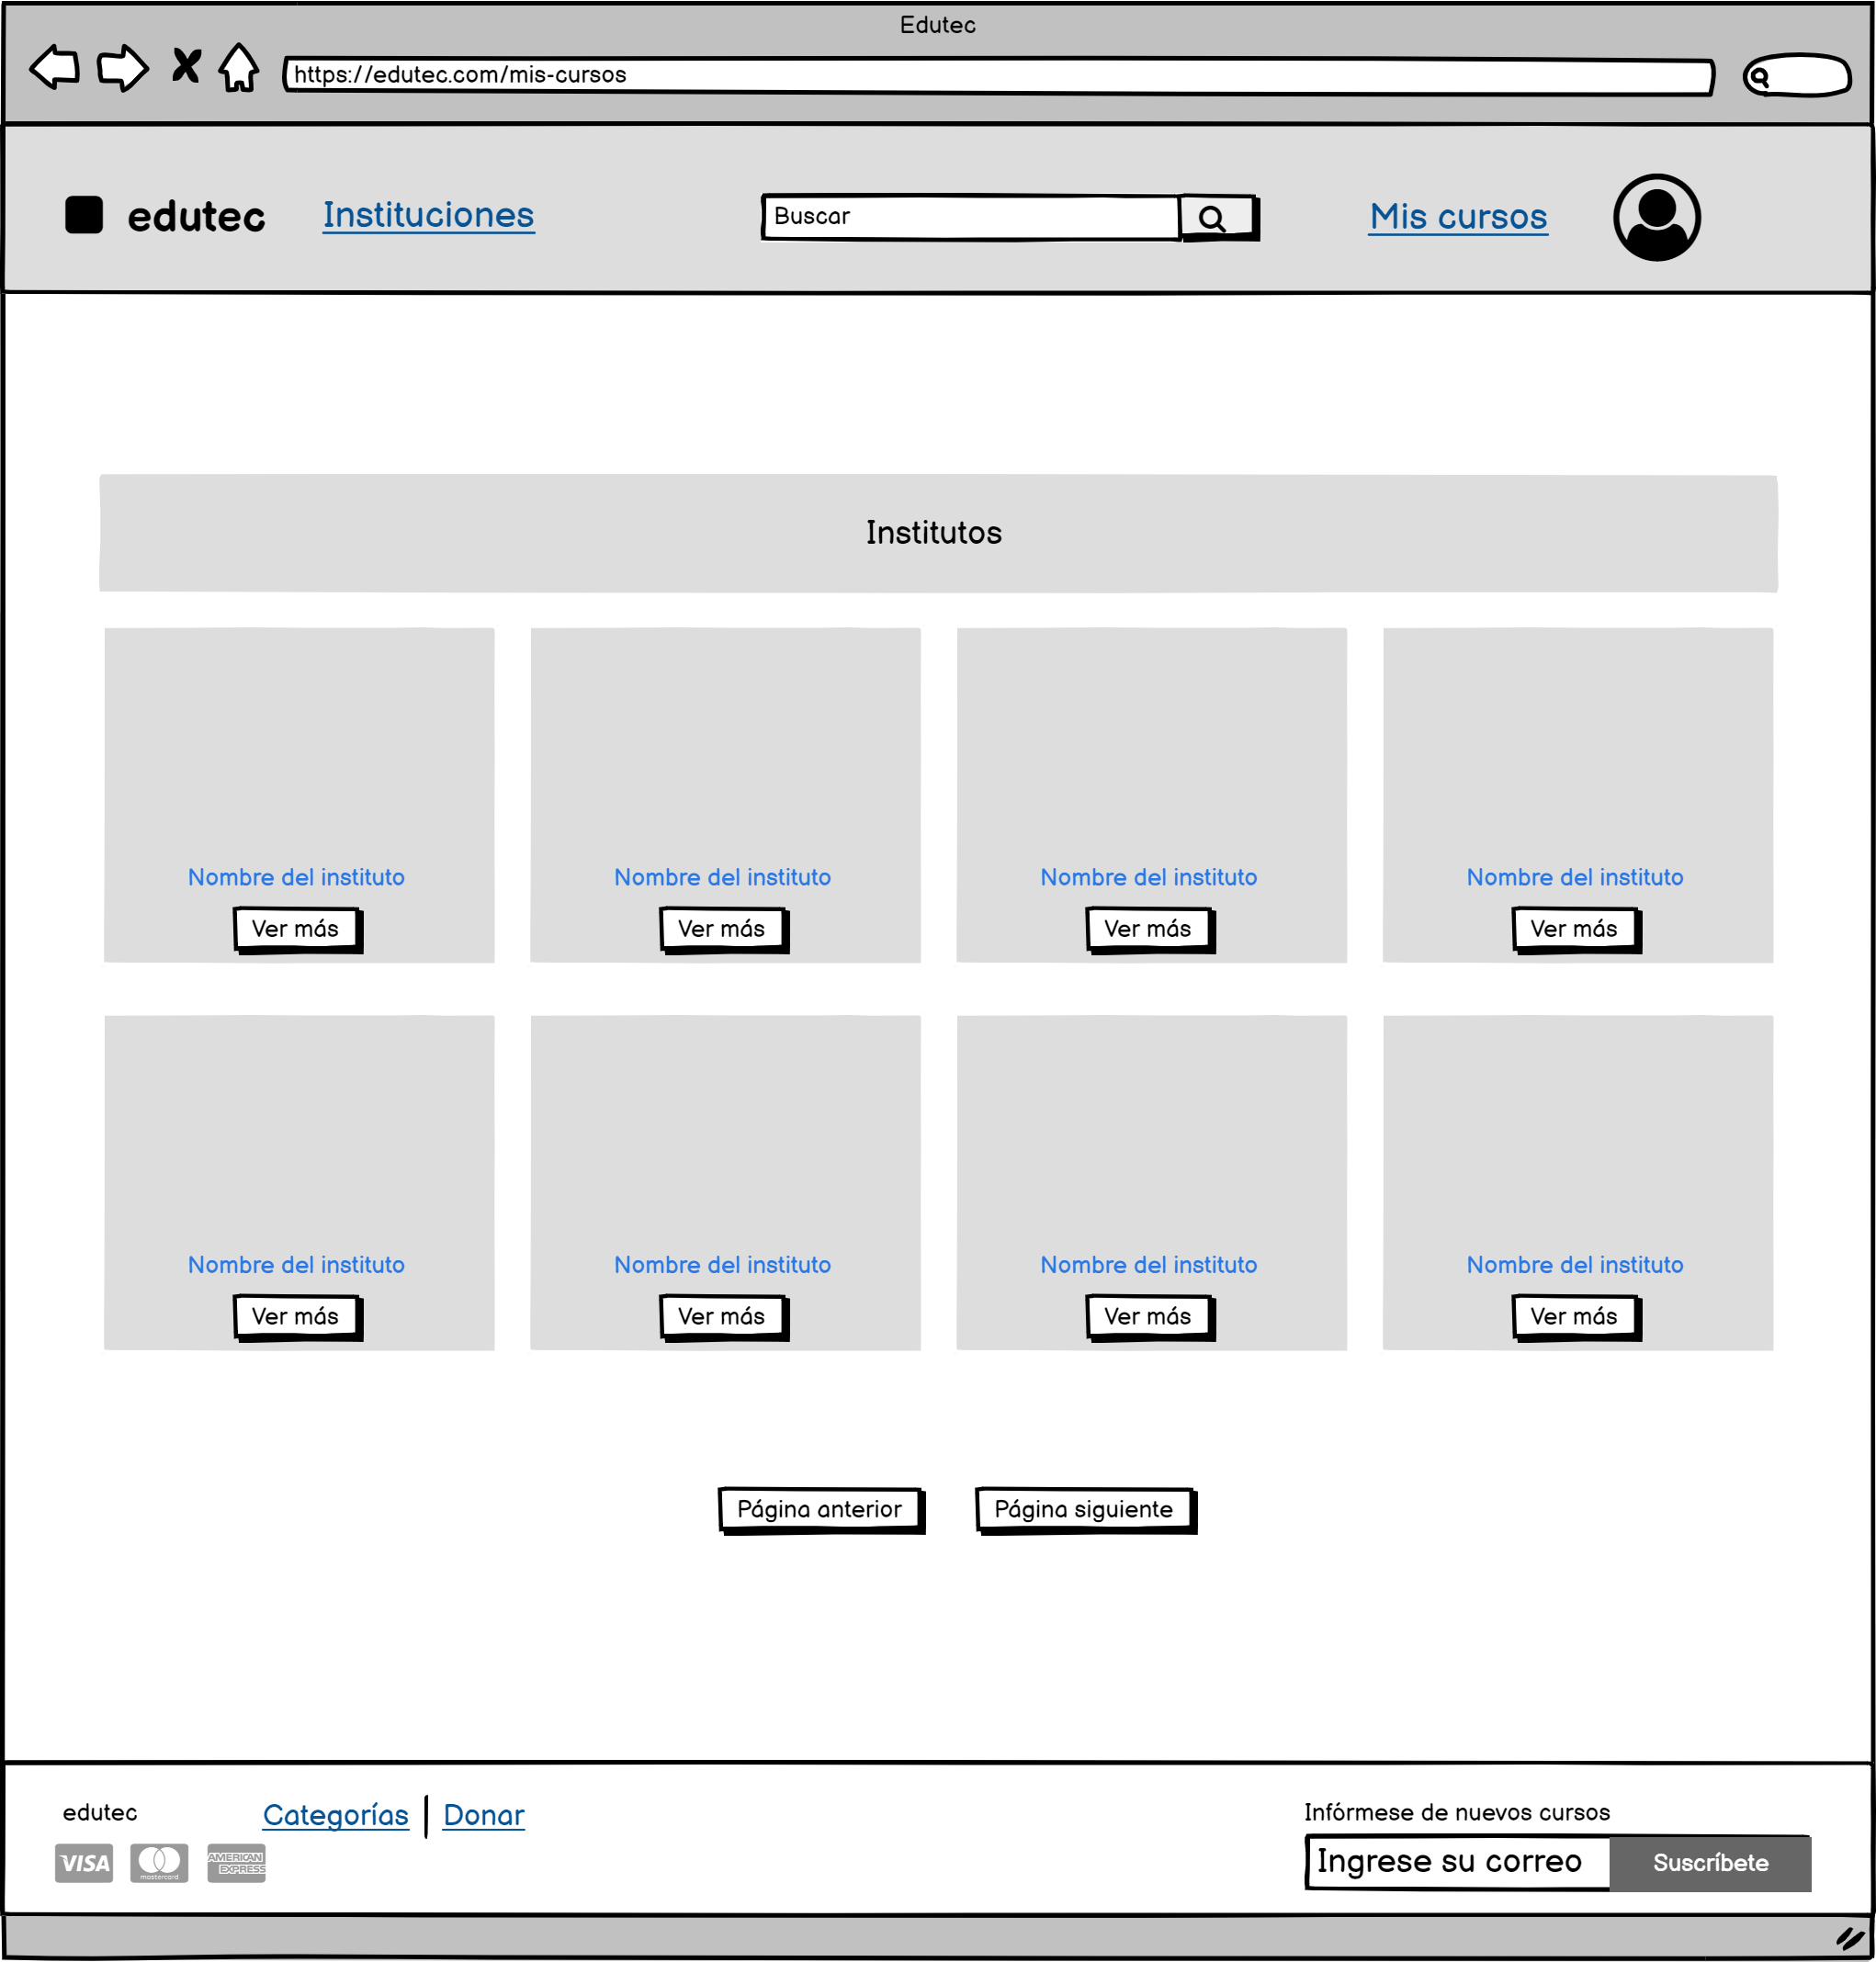 Edutec
https://edutec.com/mis-cursos
edutec
Instituciones
Buscar
Mis cursos
Institutos
Nombre del instituto
Nombre del instituto
Nombre del instituto
Nombre del instituto
Ver más
Ver más
Ver más
Ver más
Nombre del instituto
Nombre del instituto
Nombre del instituto
Nombre del instituto
Ver más
Ver más
Ver más
Ver más
Página anterior
Página siguiente
edutec
Categorías
Donar
Infórmese de nuevos cursos
VISA
mastercard
AMERICAN
EXPRESS
Ingrese su correo
Suscríbete